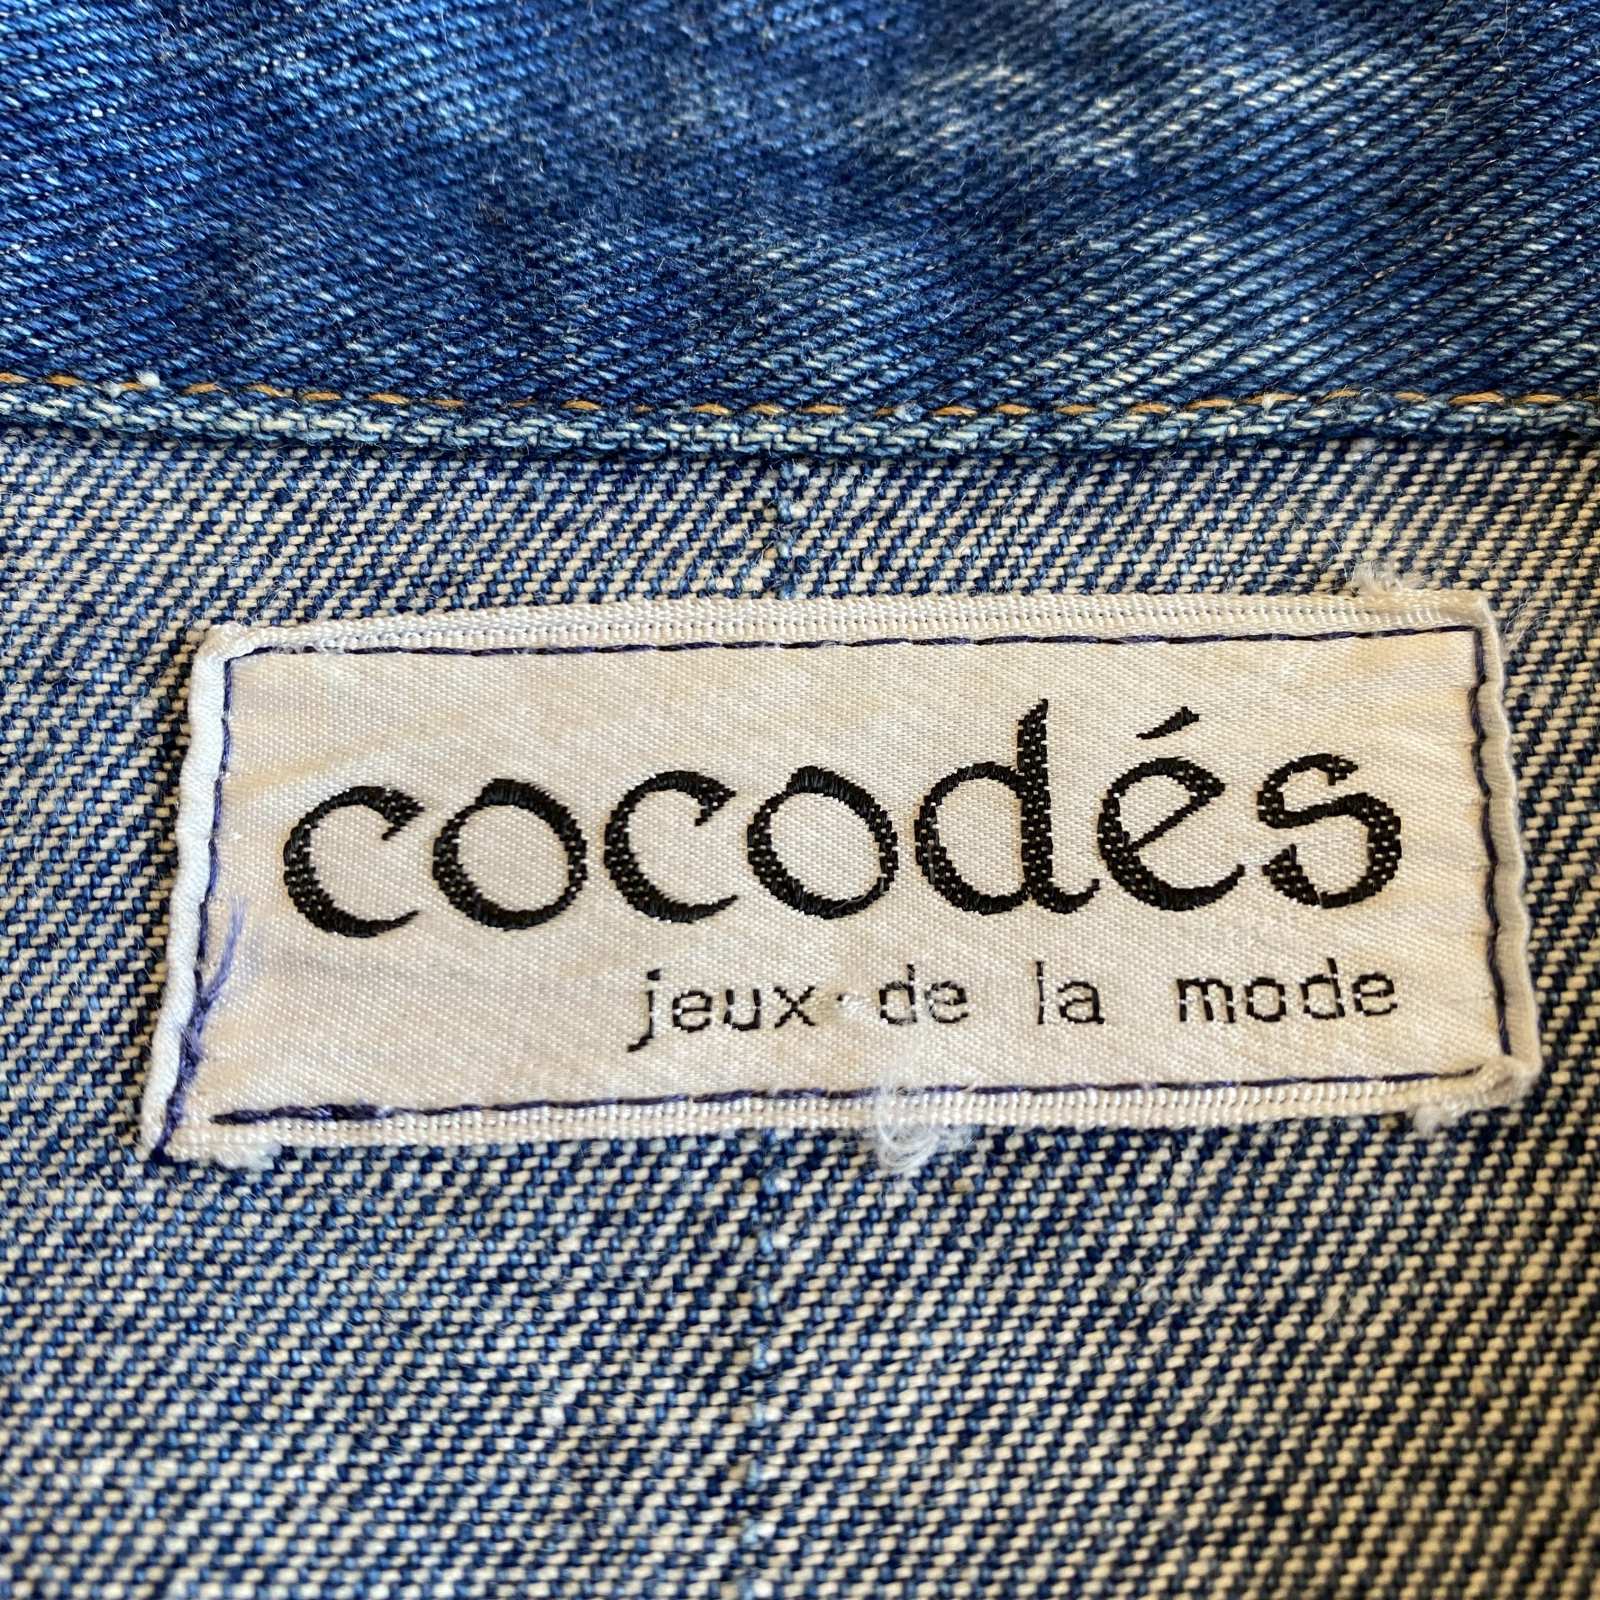 cocodés
jeux de la mode